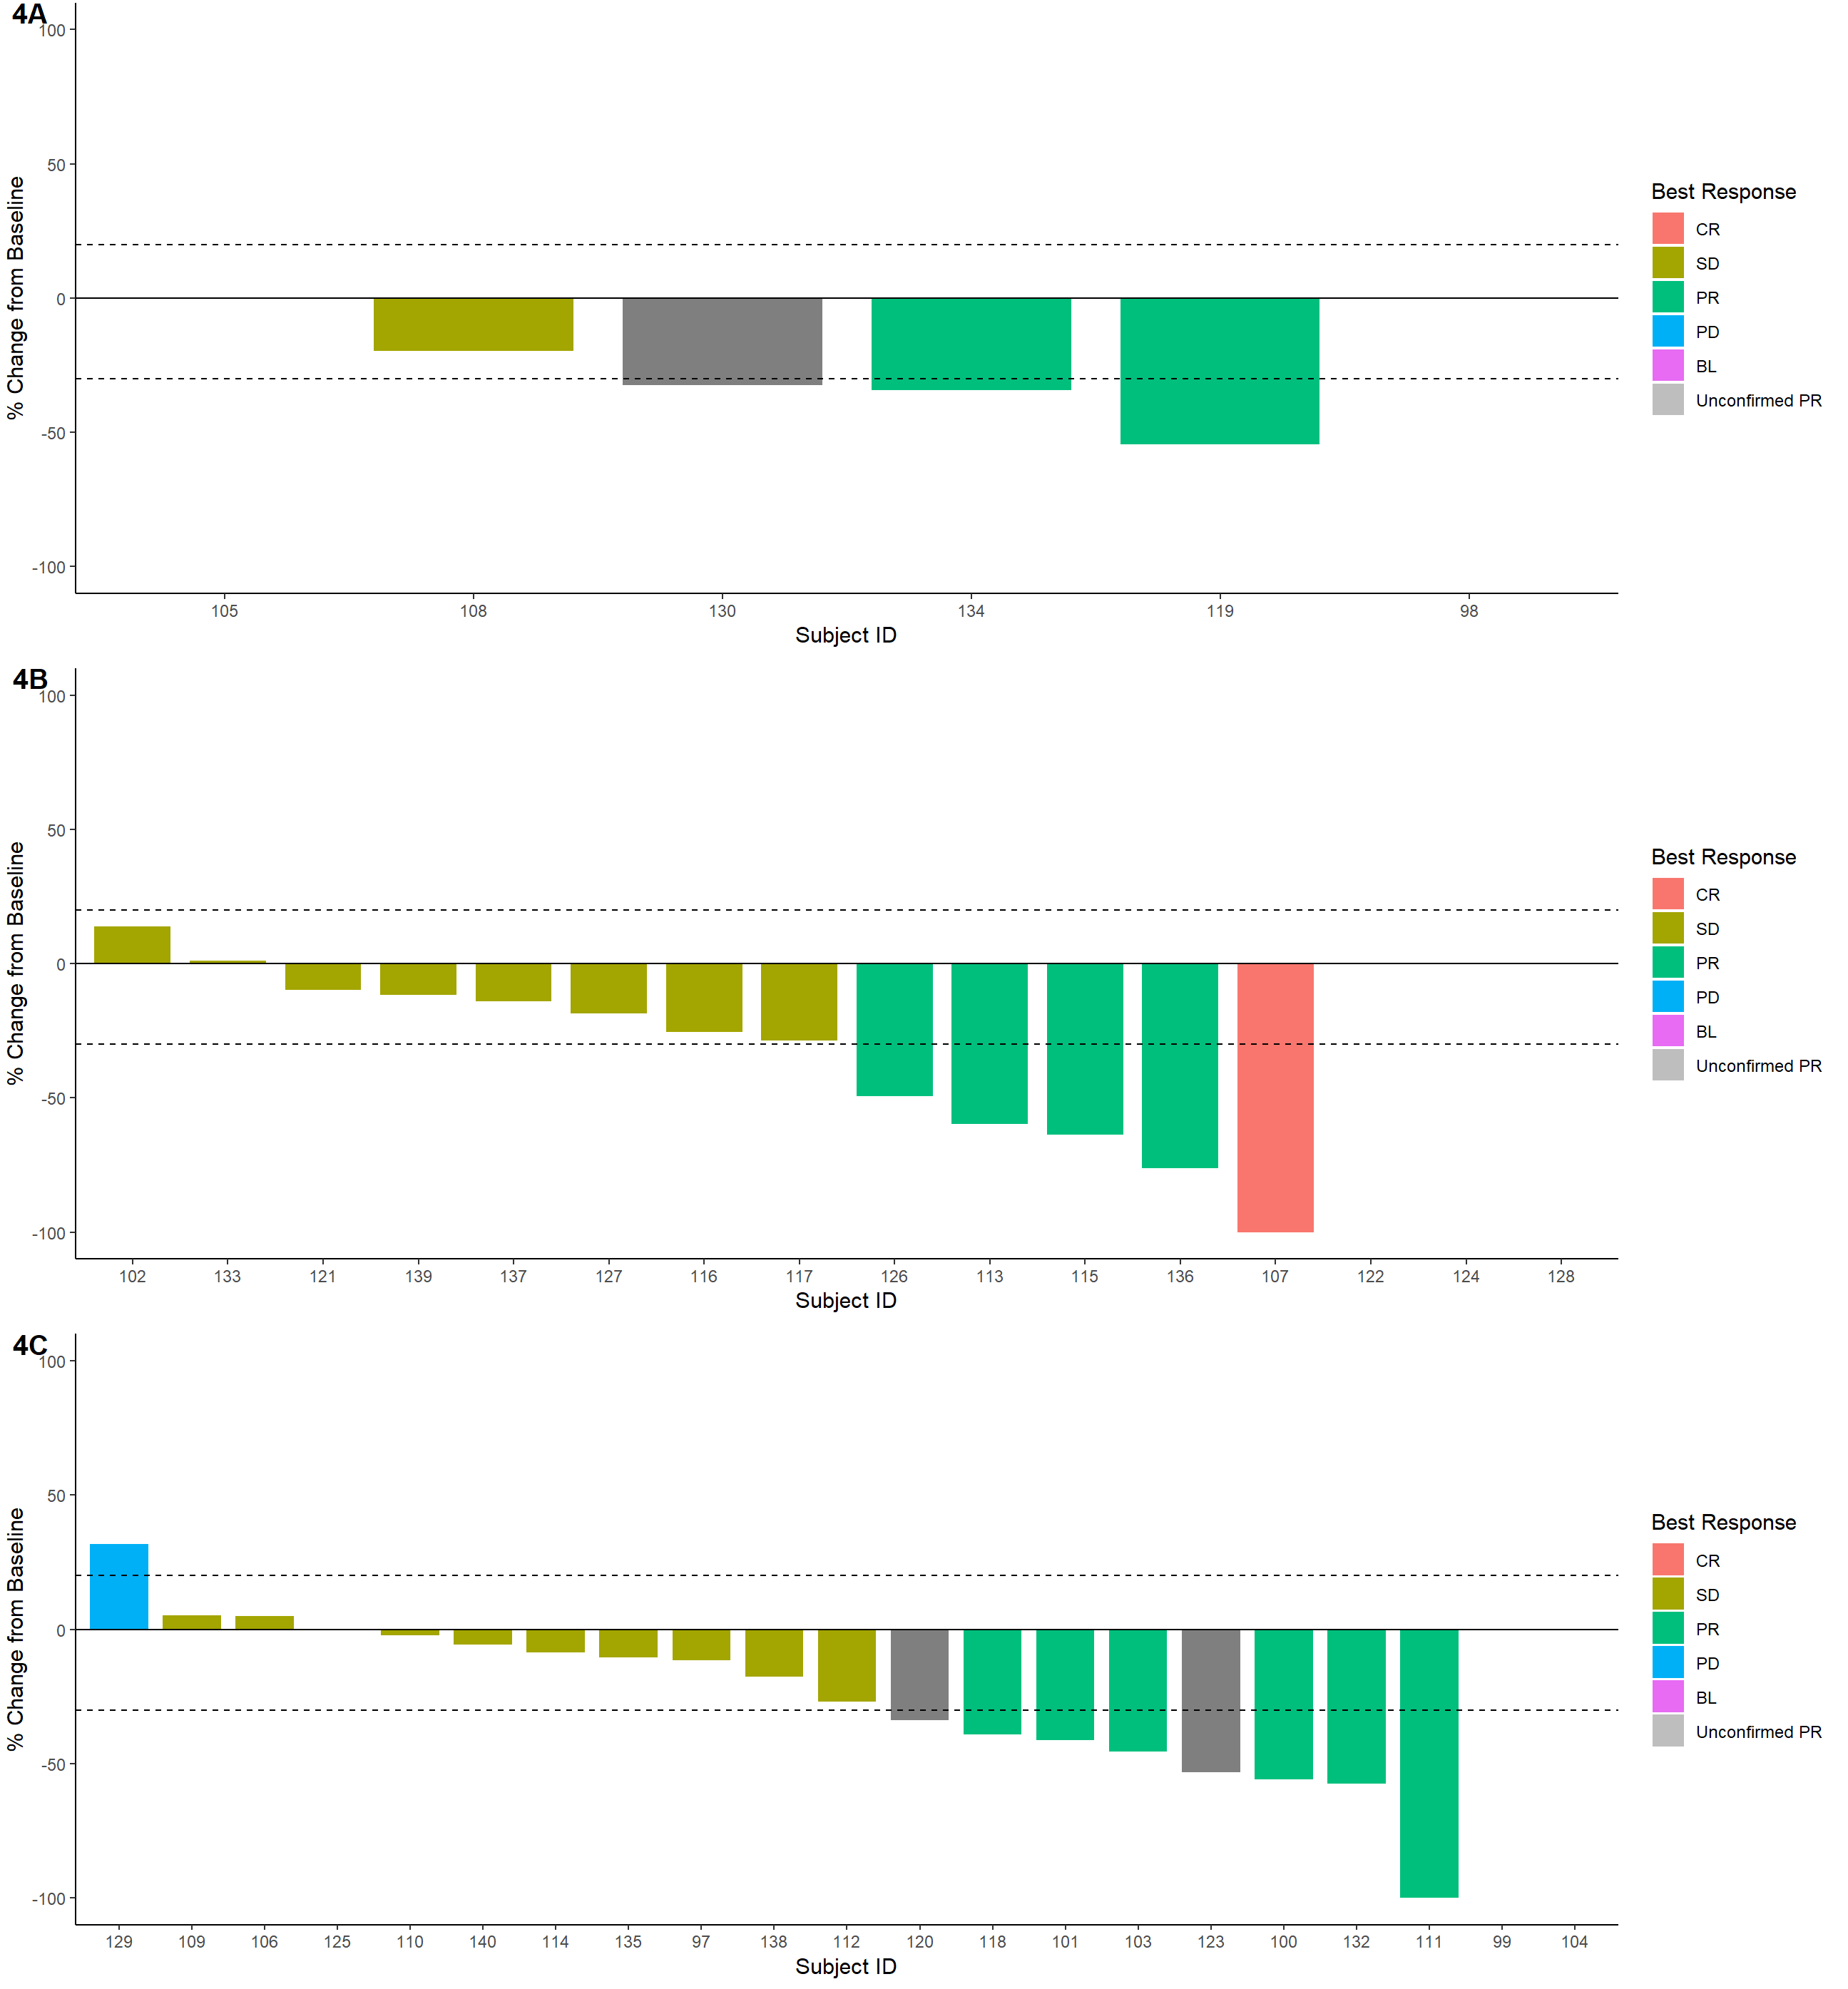 4A
100
50
0
-50
-100
% Change from Baseline
105 108 130 134 119 98
Subject ID
Best Response
CR
SD
PR
PD
BL
Unconfirmed PR
4B
100
50
0
-50
-100
% Change from Baseline
102 133 121 139 137 127 116 117 126 113 115 136 107 122 124 128
Subject ID
Best Response
CR
SD
PR
PD
BL
Unconfirmed PR
4C
100
50
0
-50
-100
% Change from Baseline
129 109 106 125 110 140 114 135 97 138 112 120 118 101 103 123 100 132 111 99 104
Subject ID
Best Response
CR
SD
PR
PD
BL
Unconfirmed PR